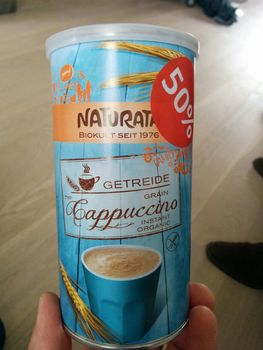 50%
NATURATA
BIOKULT SEIT 1976
GETREIDE
GRAIN
Cappuccino
INSTANT
ORGANIC